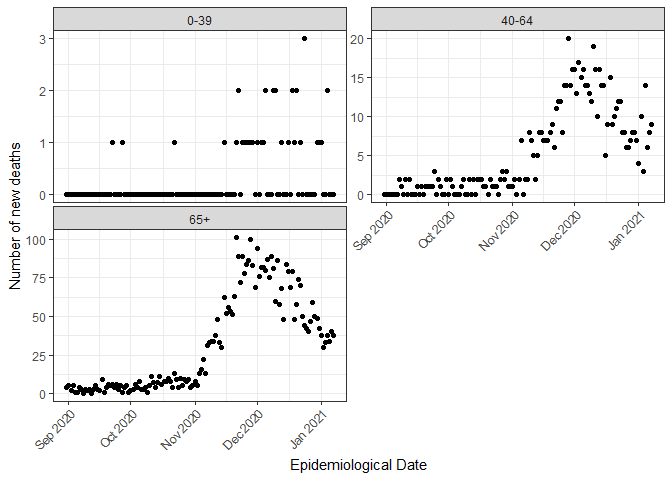 0-39
40-64
3
2
1
0
20
15
10
5
0
Sep 2020
Oct 2020
Nov 2020
Dec 2020
Jan 2021
Number of new deaths
65+
100
75
50
25
0
Sep 2020
Oct 2020
Nov 2020
Dec 2020
Jan 2021
Epidemiological Date